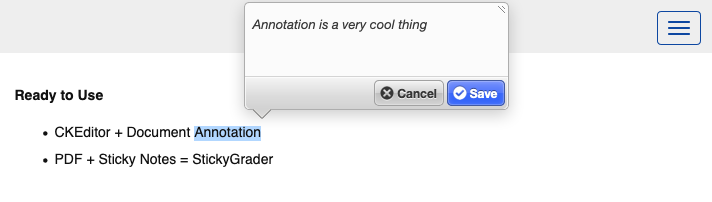 Annotation is a very cool thing
Cancel Save
Ready to Use
• CKEditor + Document Annotation
• PDF + Sticky Notes = StickyGrader